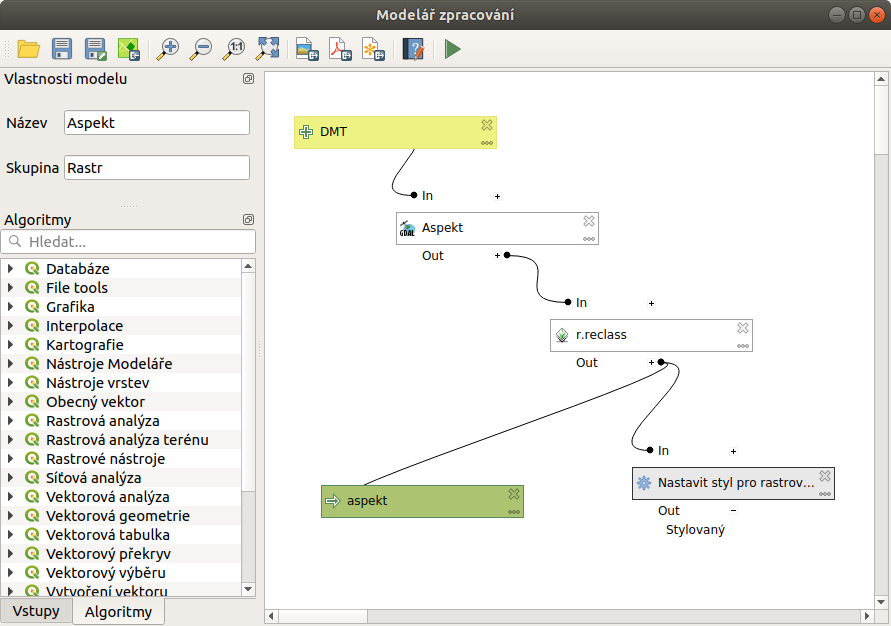 Modelář zpracování
1:1
Vlastnosti modelu
Název Aspekt
Skupina Rastr
Algoritmy
Hledat...
Databáze
File tools
Grafika
Interpolace
Kartografie
Nástroje Modeláře
Nástroje vrstev
Obecný vektor
Rastrová analýza
Rastrová analýza terénu
Rastrové nástroje
Síťová analýza
Vektorová analýza
Vektorová geometrie
Vektorová tabulka
Vektorový překryv
Vektorový výběru
Vytvoření vektoru
Vstupy Algoritmy
DMT
In +
GDAL Aspekt
Out +
In +
r.reclass
Out +
In +
Nastavit styl pro rastrov...
Out −
Stylovaný
aspekt